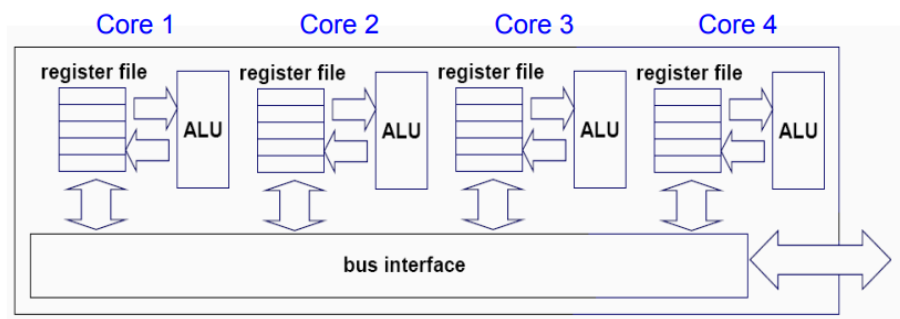 Core 1 Core 2 Core 3 Core 4
register file register file register file register file
ALU ALU ALU ALU
bus interface